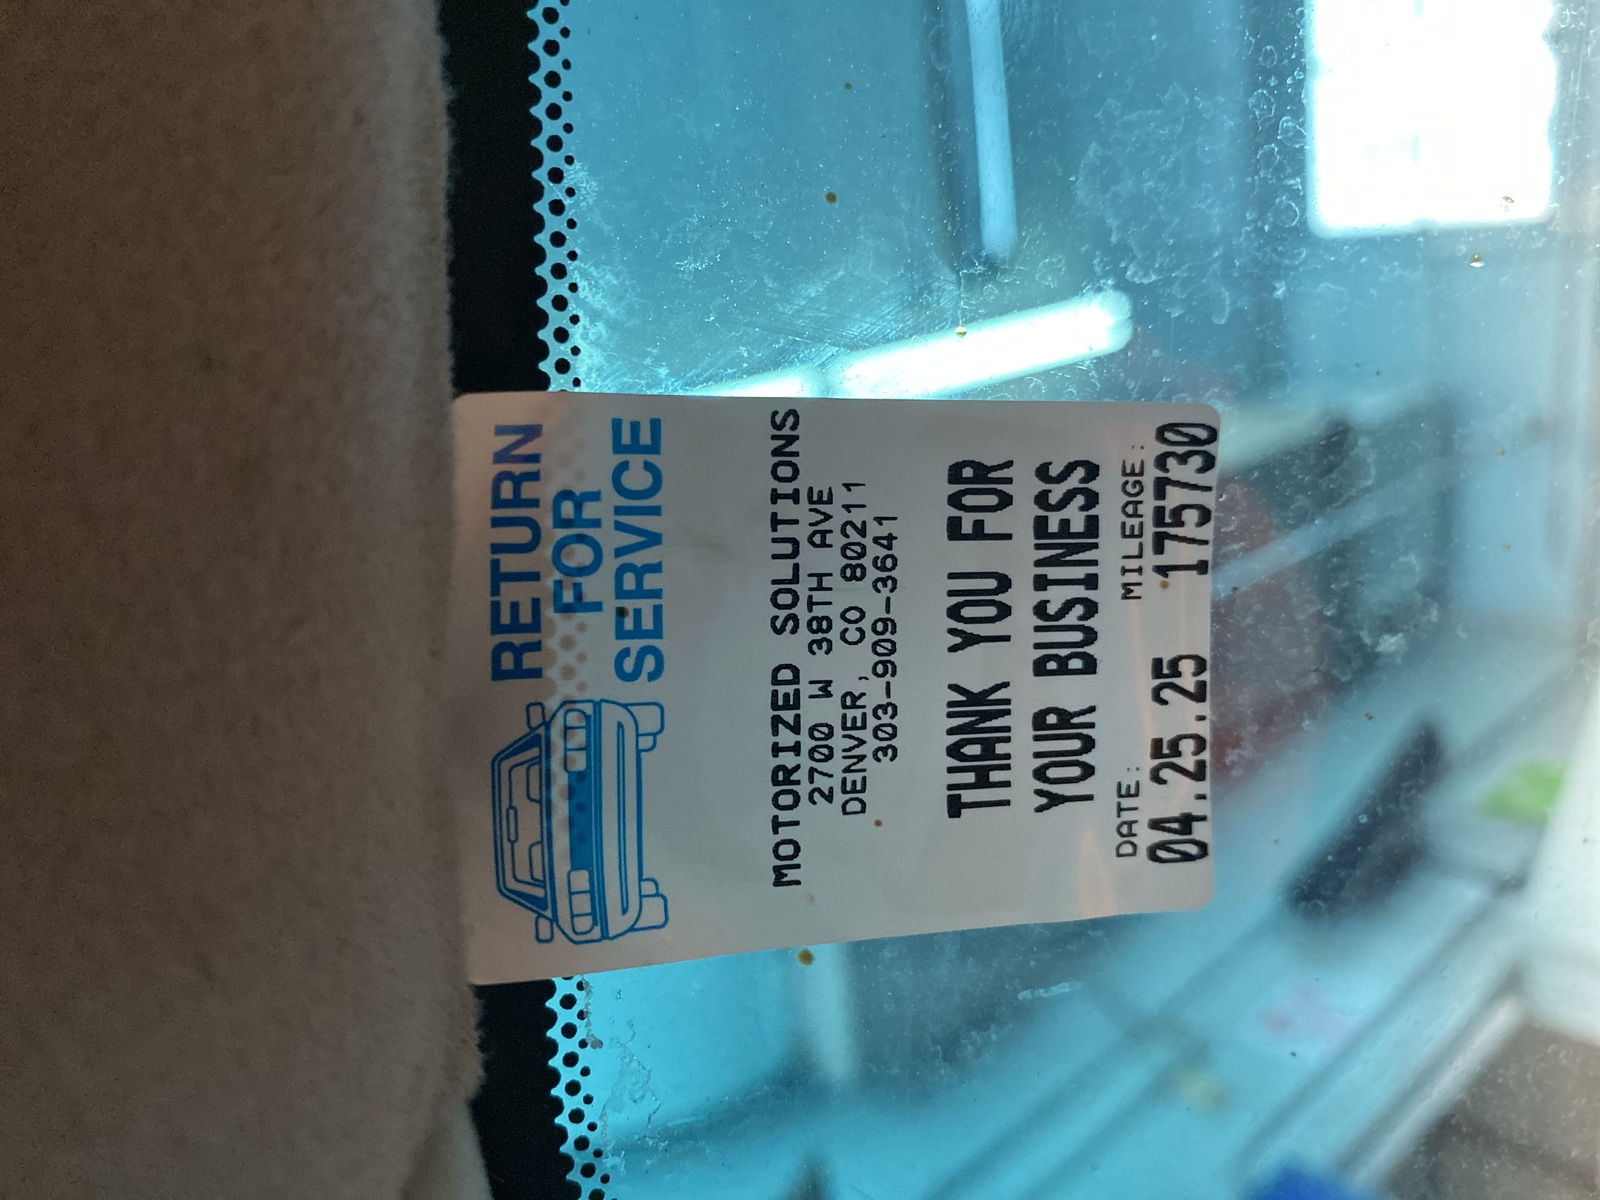 RETURN
FOR
SERVICE
MOTORIZED SOLUTIONS
2700 W 38TH AVE
DENVER, CO 80211
303-909-3641
THANK YOU FOR
YOUR BUSINESS
DATE: MILEAGE:
04.25.25 175730